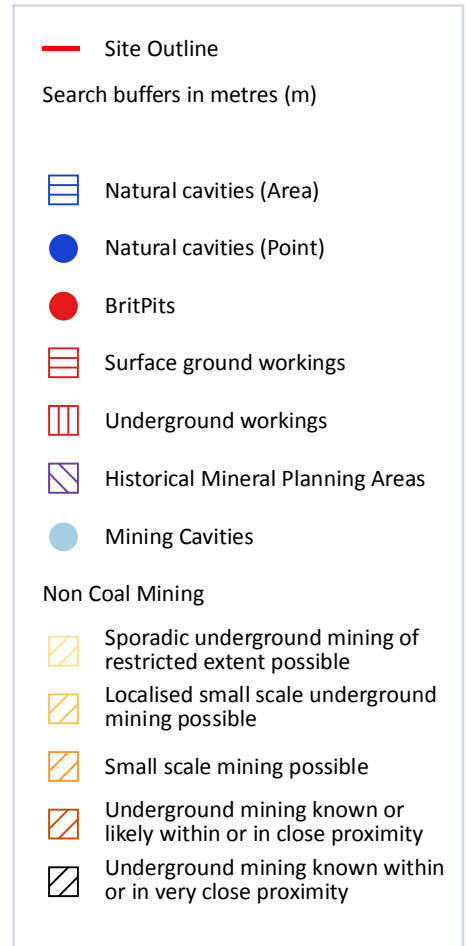 Site Outline
Search buffers in metres (m)
Natural cavities (Area)
Natural cavities (Point)
BritPits
Surface ground workings
Underground workings
Historical Mineral Planning Areas
Mining Cavities
Non Coal Mining
Sporadic underground mining of
restricted extent possible
Localised small scale underground
mining possible
Small scale mining possible
Underground mining known or
likely within or in close proximity
Underground mining known within
or in very close proximity